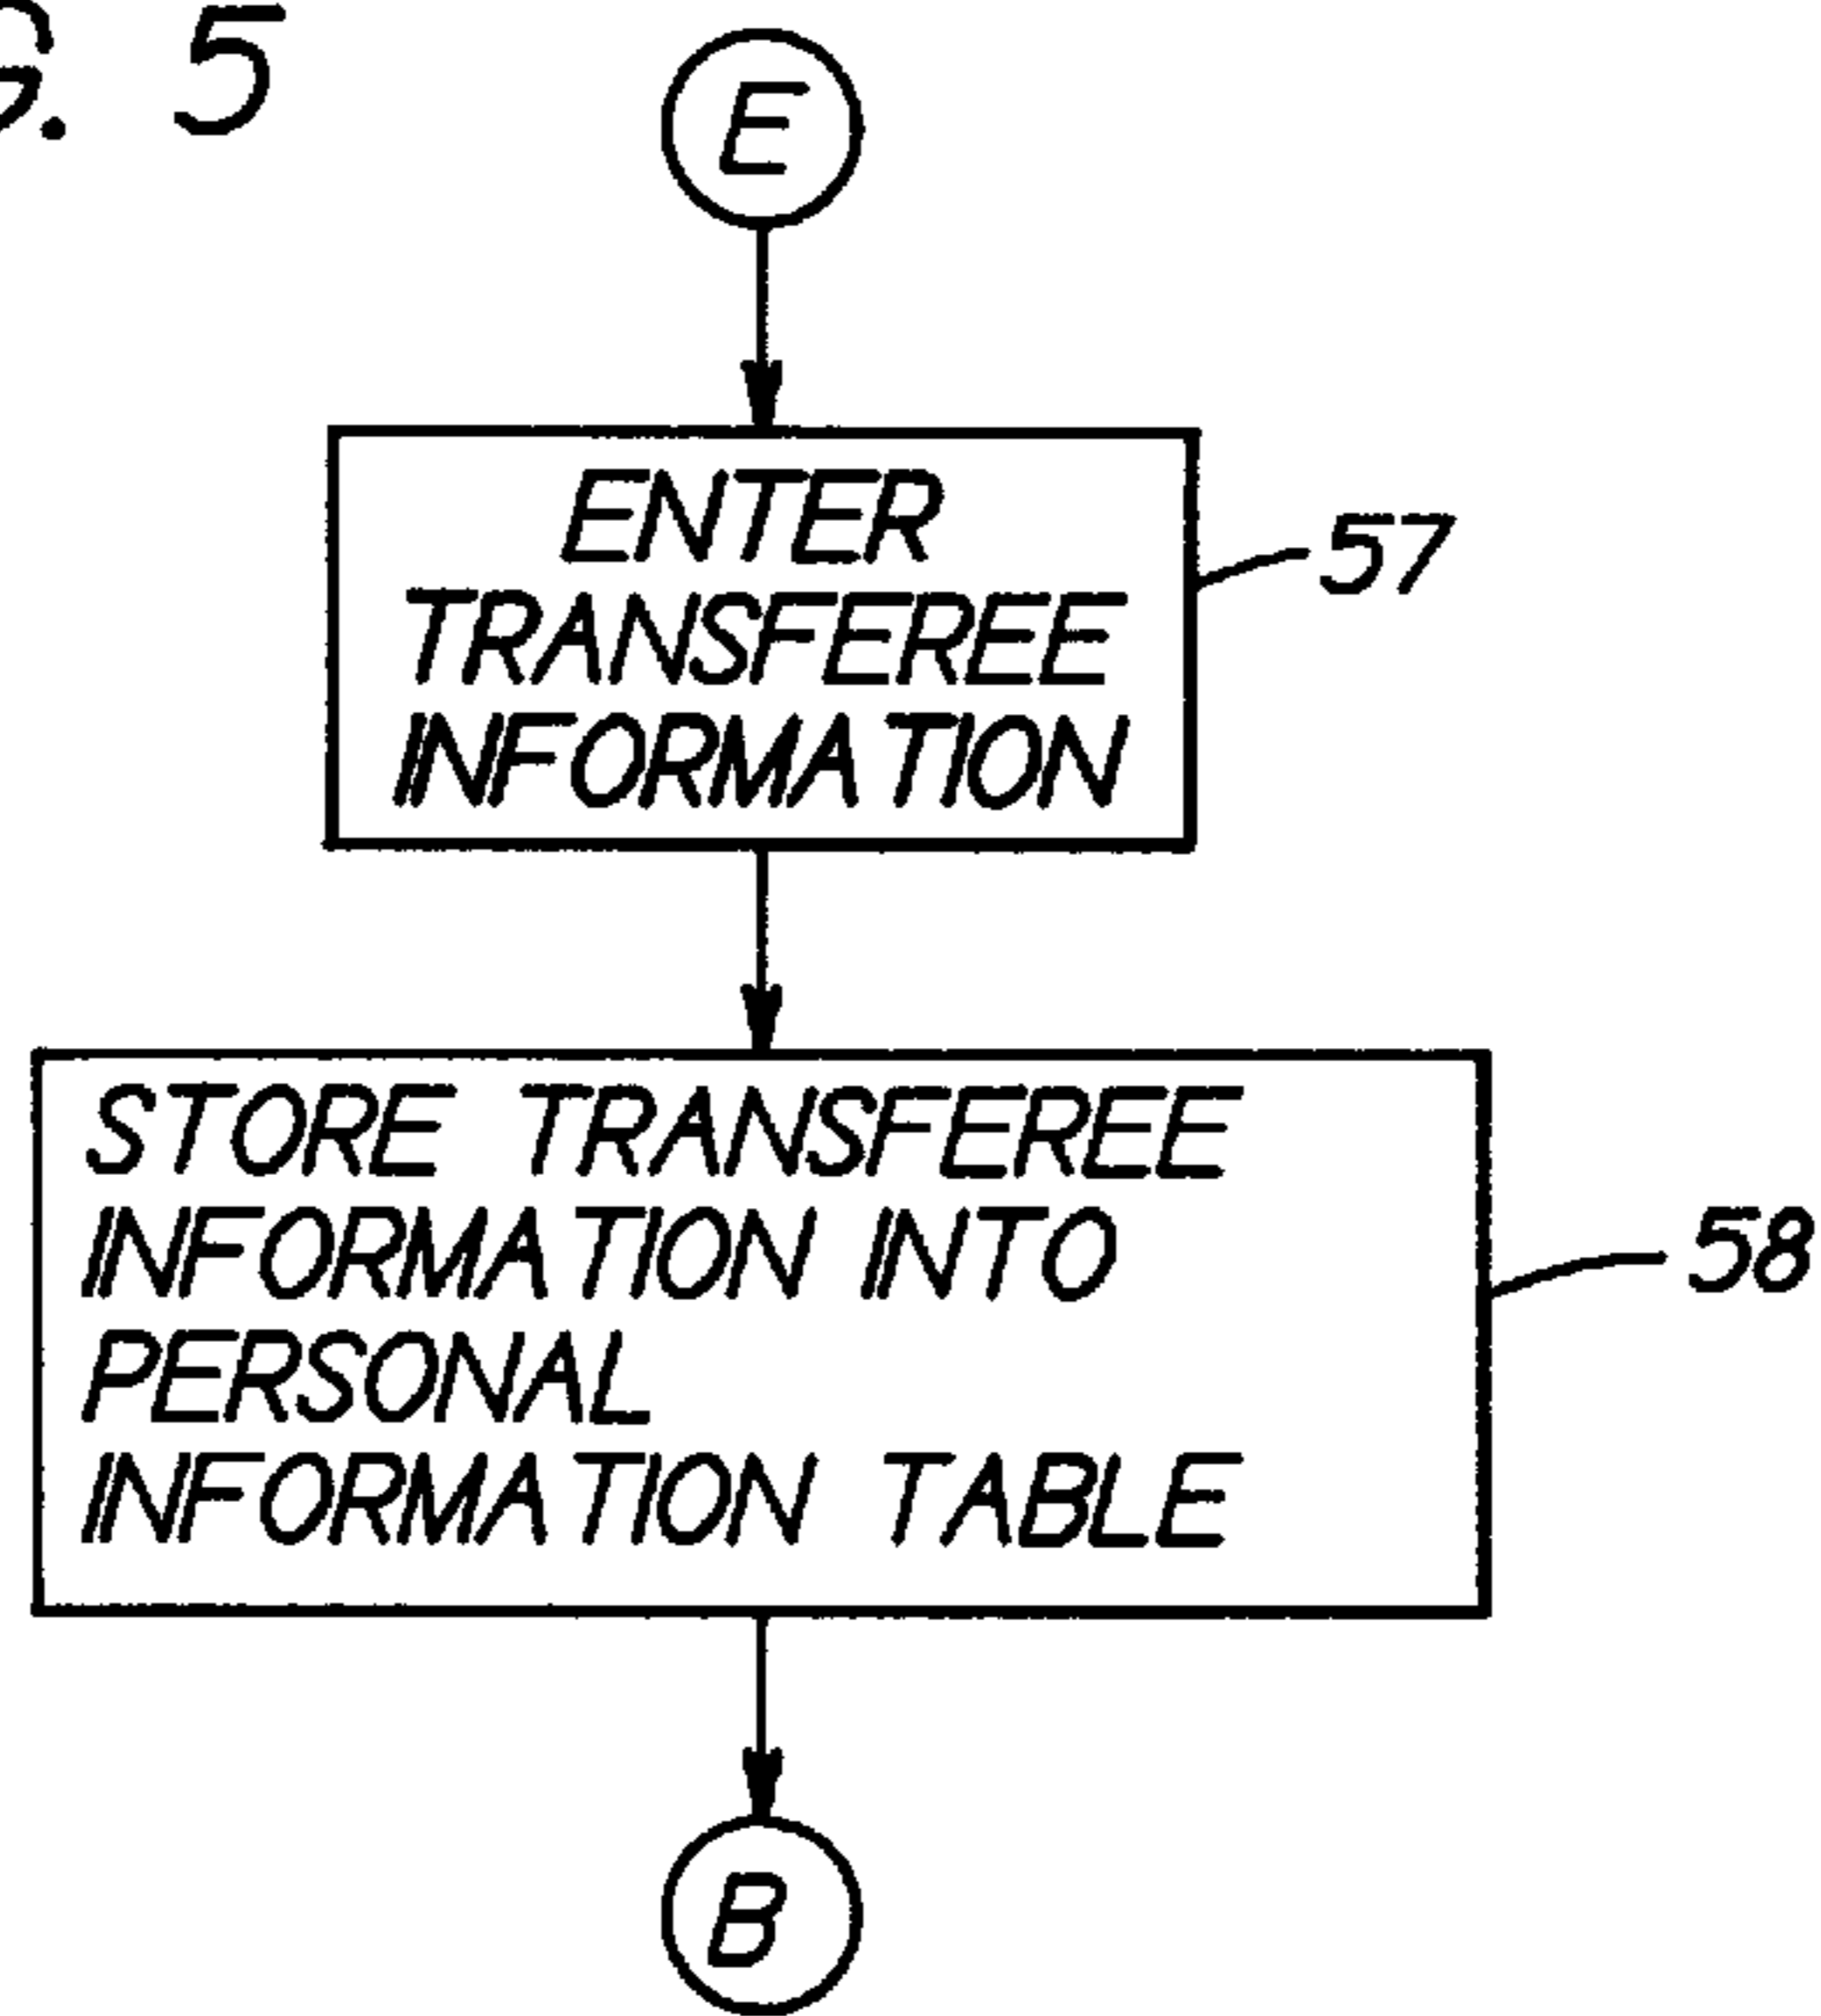 G. 5
E
ENTER
TRANSFEREE
INFORMATION
57
STORE TRANSFEREE
INFORMATION INTO
PERSONAL
INFORMATION TABLE
58
B